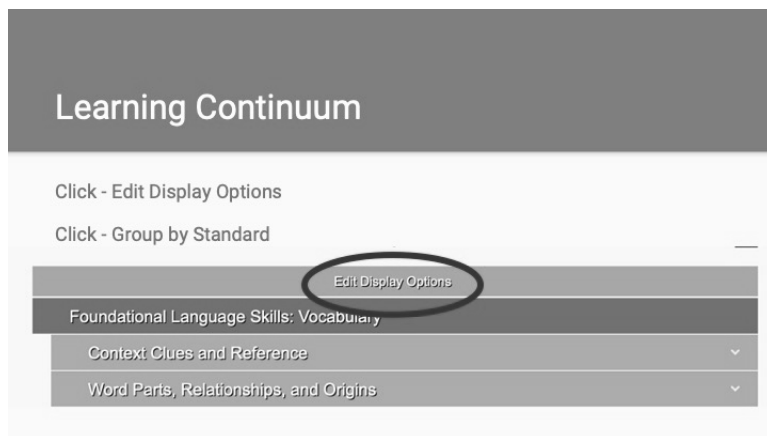 Learning Continuum
Click - Edit Display Options
Click - Group by Standard
Edit Display Options
Foundational Language Skills: Vocabulary
Context Clues and Reference
Word Parts, Relationships, and Origins